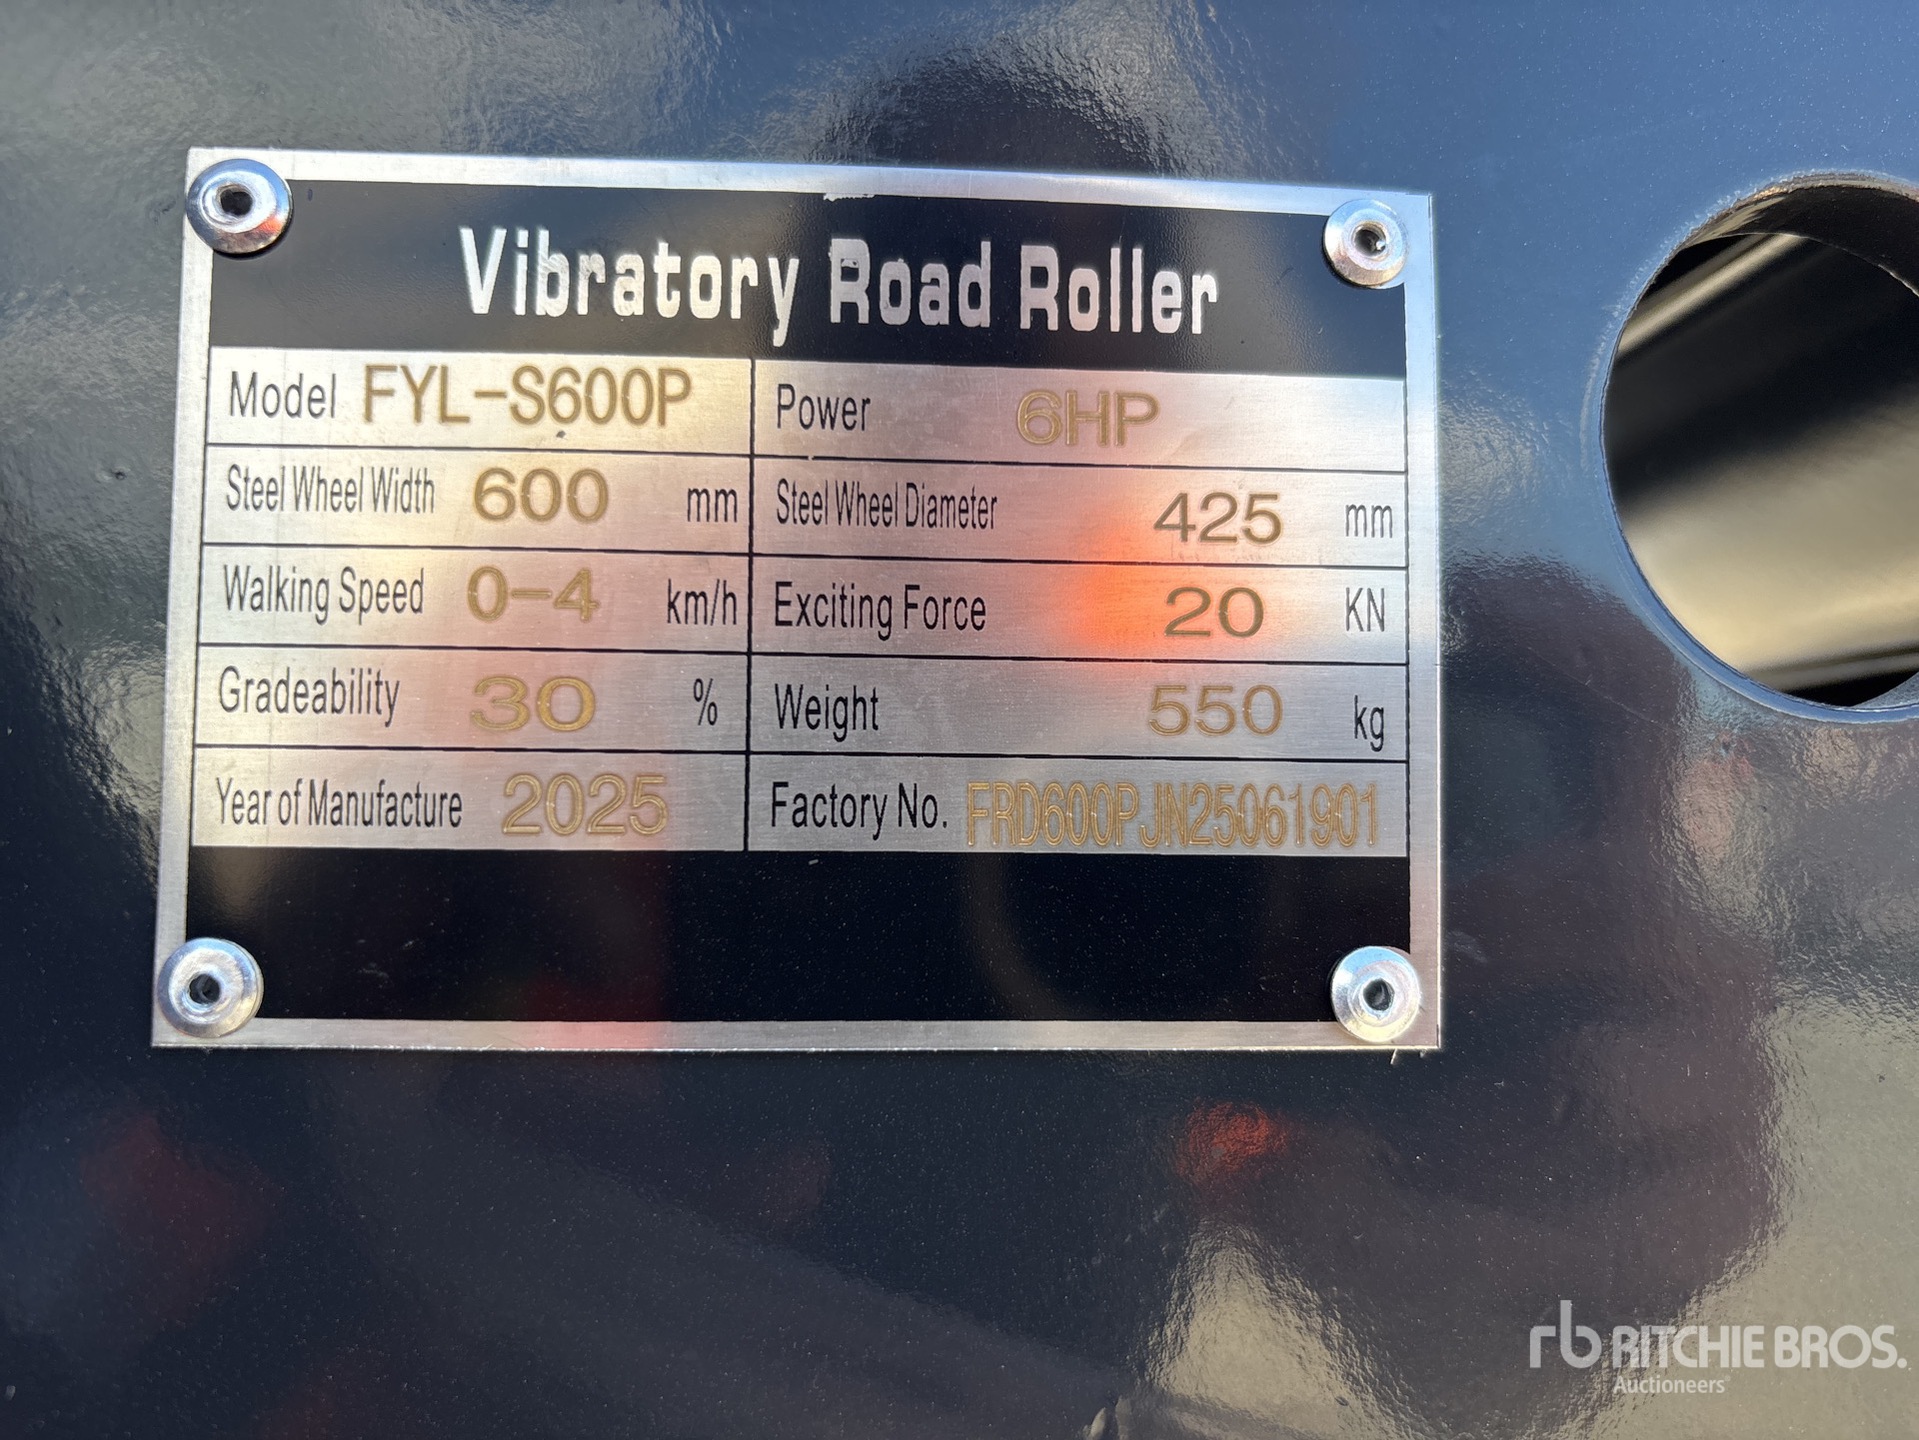 Vibratory Road Roller
Model FYL-S600P Power 6HP
Steel Wheel Width 600 mm Steel Wheel Diameter 425 mm
Walking Speed 0-4 km/h Exciting Force 20 KN
Gradeability 30 % Weight 550 kg
Year of Manufacture 2025 Factory No. FRD600PJN25061901
rb RITCHIE BROS.
Auctioneers